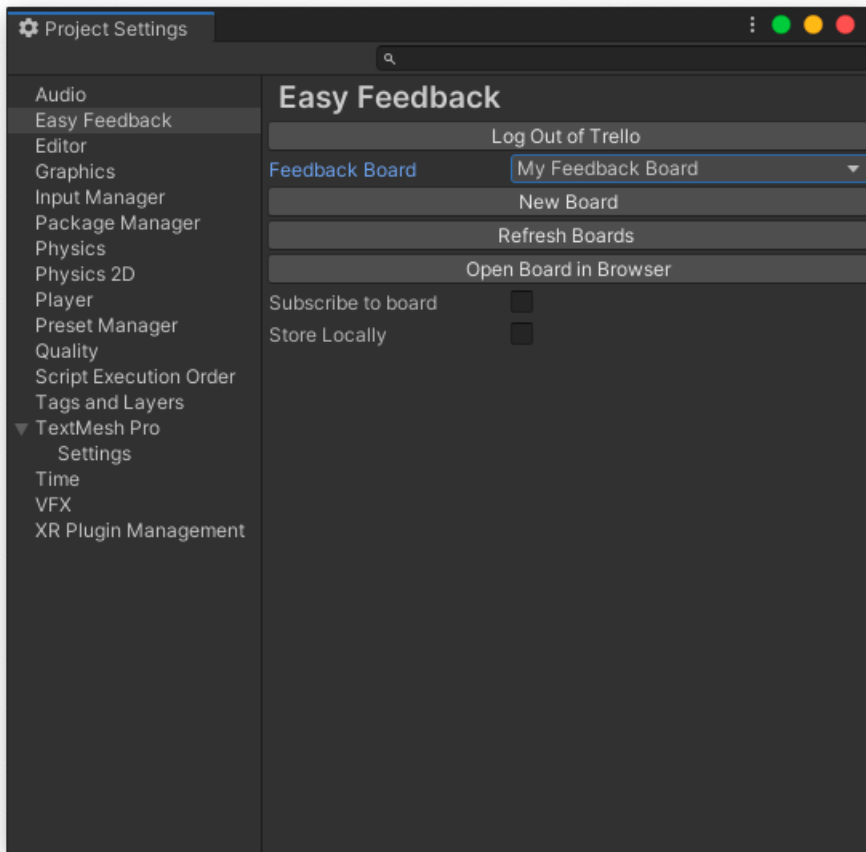 Project Settings
Audio
Easy Feedback
Editor
Graphics
Input Manager
Package Manager
Physics
Physics 2D
Player
Preset Manager
Quality
Script Execution Order
Tags and Layers
TextMesh Pro
Settings
Time
VFX
XR Plugin Management
Easy Feedback
Log Out of Trello
Feedback Board My Feedback Board
New Board
Refresh Boards
Open Board in Browser
Subscribe to board
Store Locally